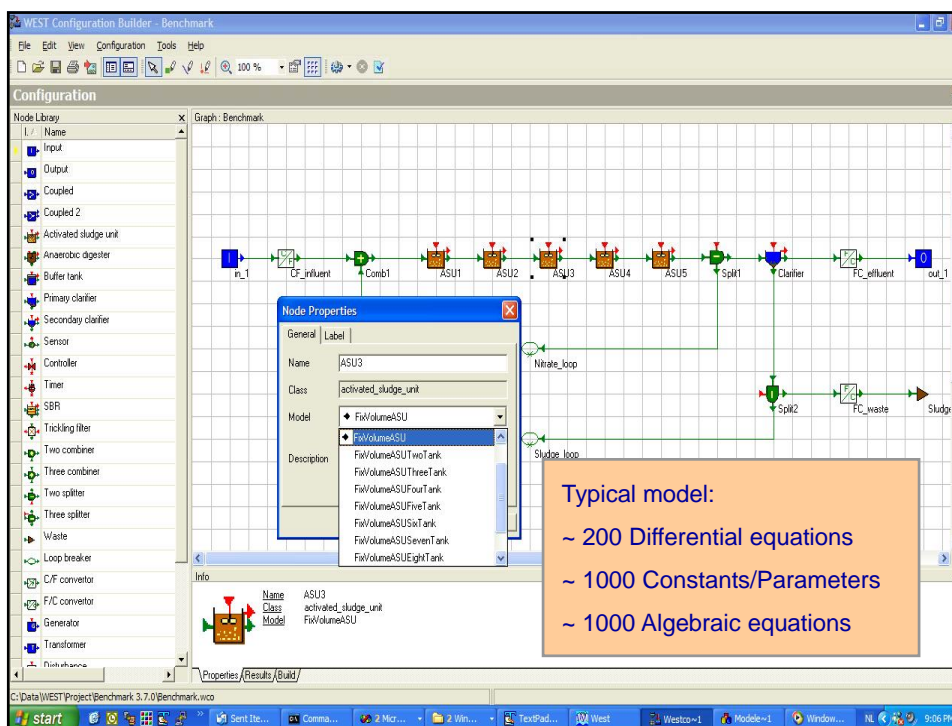 WEST Configuration Builder - Benchmark
File Edit View Configuration Tools Help
100 %
Configuration
Node Library x
I. / Name
Input
Output
Coupled
Coupled 2
Activated sludge unit
Anaerobic digester
Buffer tank
Primary clarifier
Secondary clarifier
Sensor
Controller
Timer
SBR
Trickling filter
Two combiner
Three combiner
Two splitter
Three splitter
Waste
Loop breaker
C/F convertor
F/C convertor
Generator
Transformer
Disturbance
Graph : Benchmark
in_1 CF_influent Comb1 ASU1 ASU2 ASU3 ASU4 ASU5 Split1 Clarifier FC_effluent out_1
Nitrate_loop
Split2 FC_waste Sludge
Sludge_loop
Node Properties
General Label
Name ASU3
Class activated_sludge_unit
Model FixVolumeASU
Description
FixVolumeASU
FixVolumeASUTwoTank
FixVolumeASUThreeTank
FixVolumeASUFourTank
FixVolumeASUFiveTank
FixVolumeASUSixTank
FixVolumeASUSevenTank
FixVolumeASUEightTank
Typical model:
~ 200 Differential equations
~ 1000 Constants/Parameters
~ 1000 Algebraic equations
Info
Name ASU3
Class activated_sludge_unit
Model FixVolumeASU
Properties Results Build
C:\Data\WEST\Project\Benchmark 3.7.0\Benchmark.wco
start Sent Ite... Comma... 2 Micr... 2 Win... TextPad... West Westco~1 Modele~1 Window... NL 9:06 PM